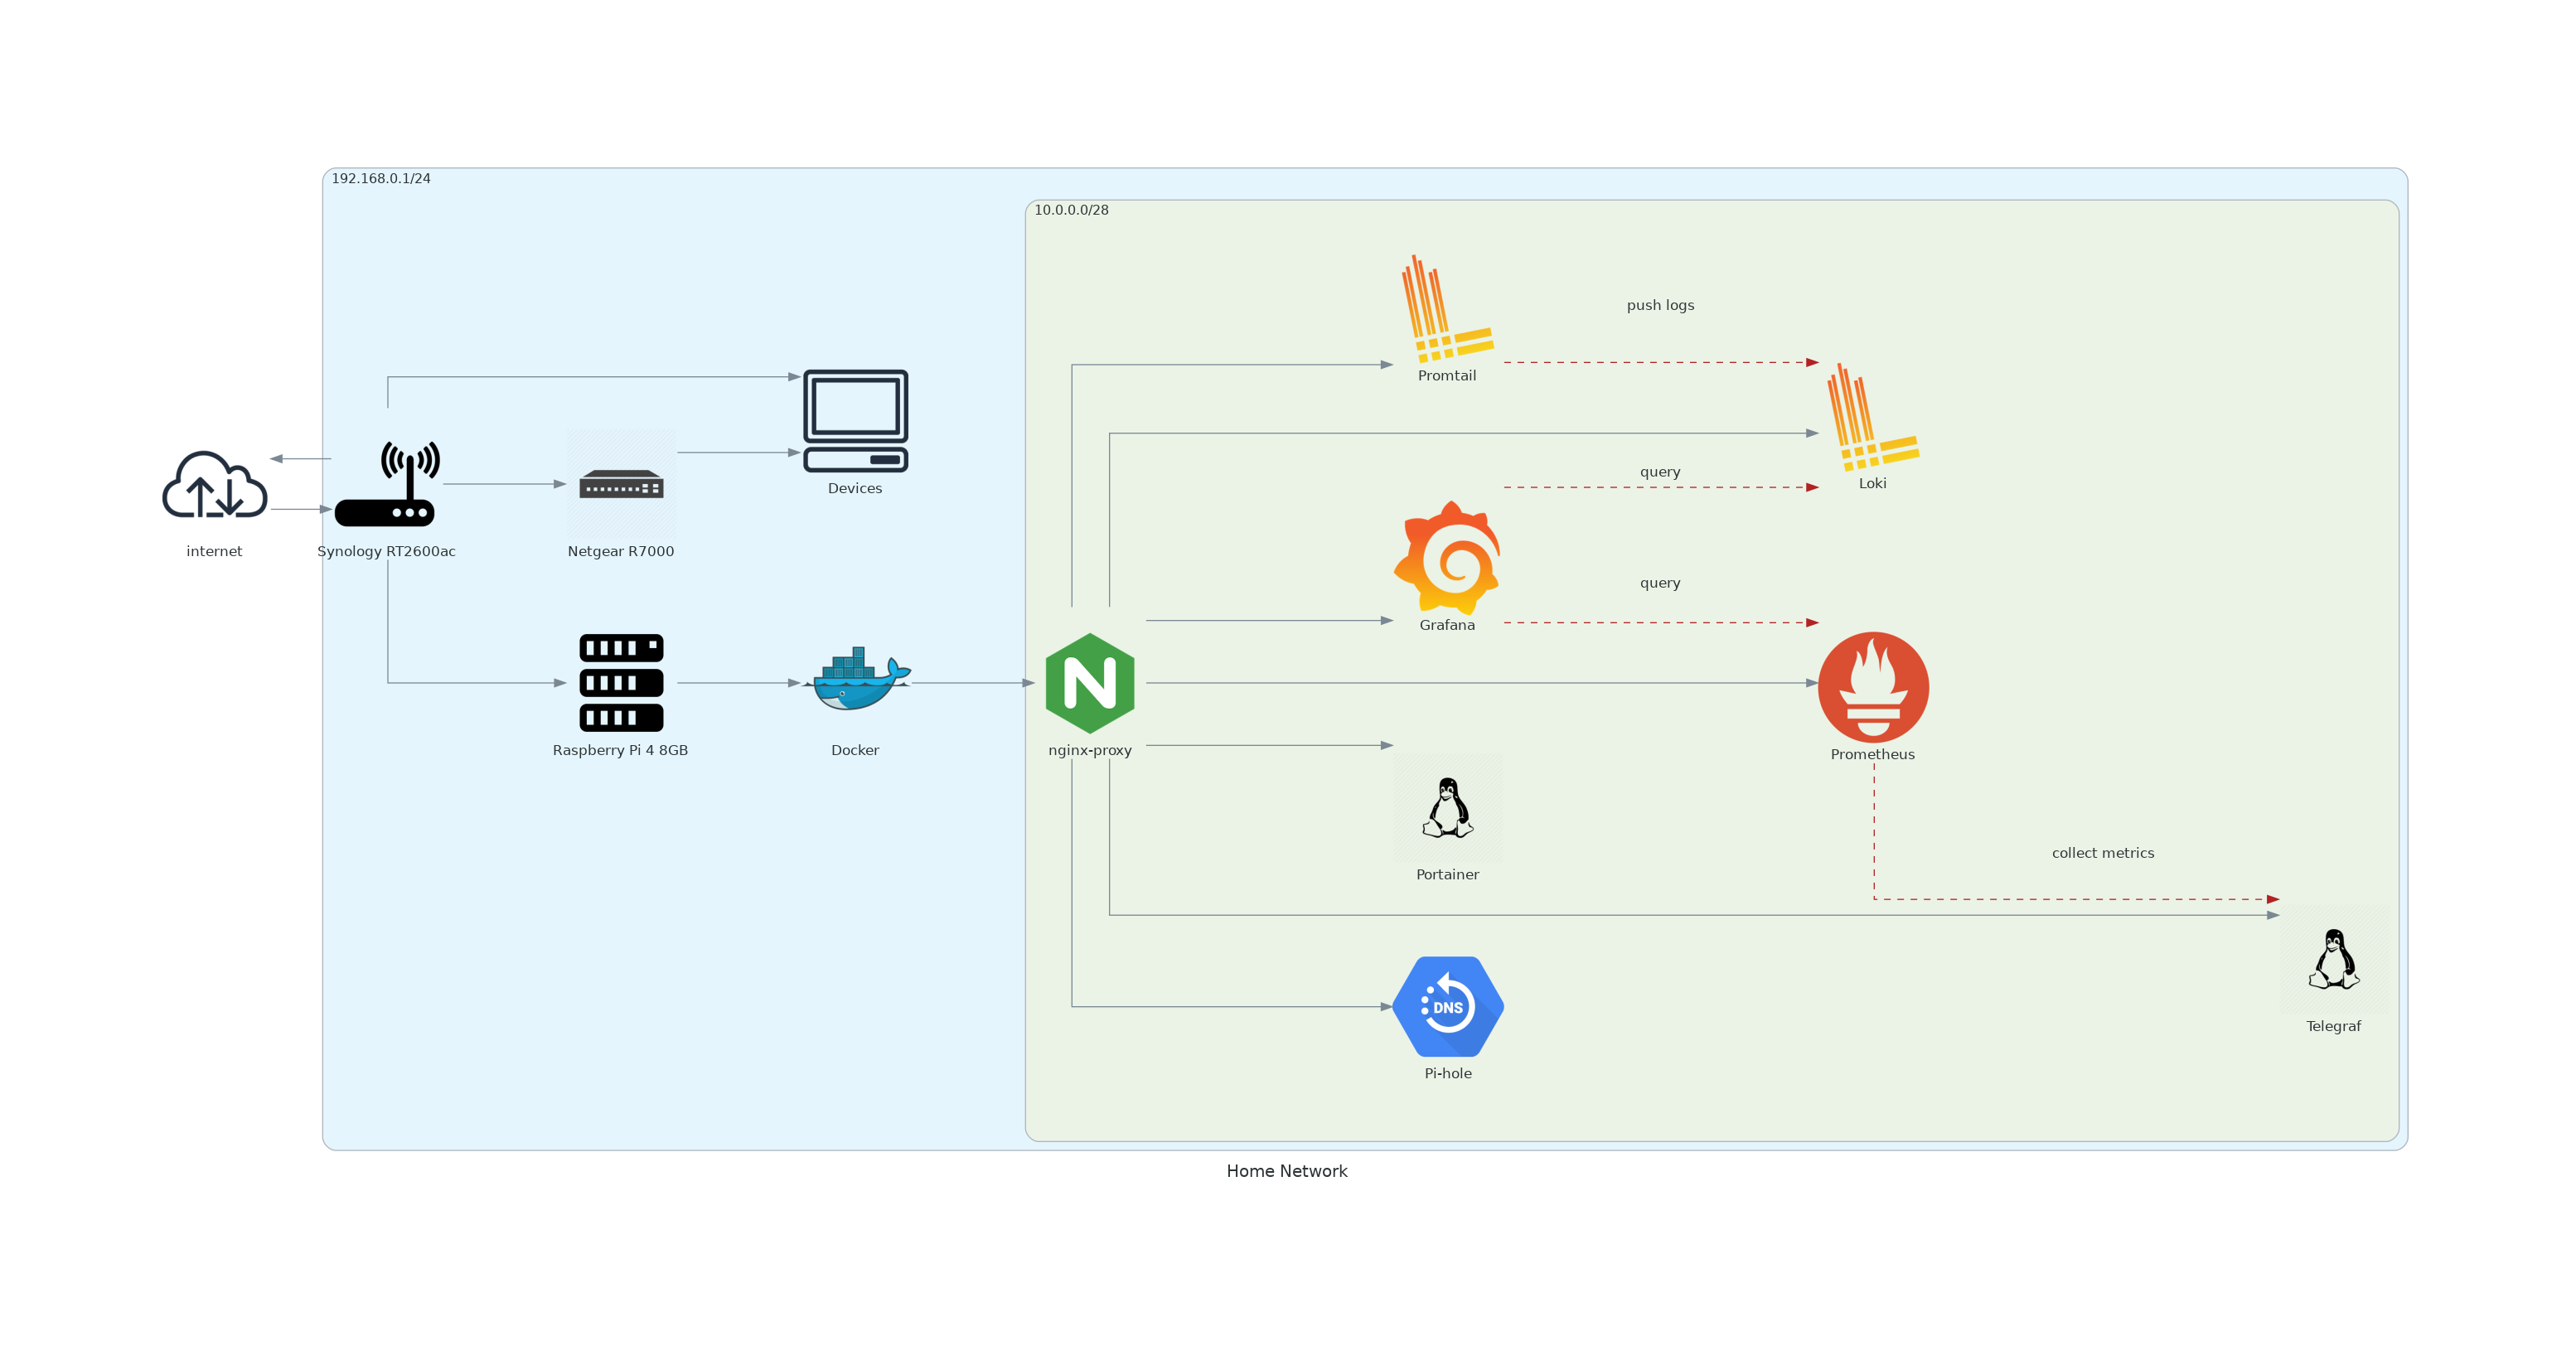 192.168.0.1/24
10.0.0.0/28
push logs
Promtail
query
Loki
Devices
internet
Synology RT2600ac
Netgear R7000
query
Grafana
Raspberry Pi 4 8GB
Docker
nginx-proxy
Prometheus
collect metrics
Portainer
DNS
Telegraf
Pi-hole
Home Network